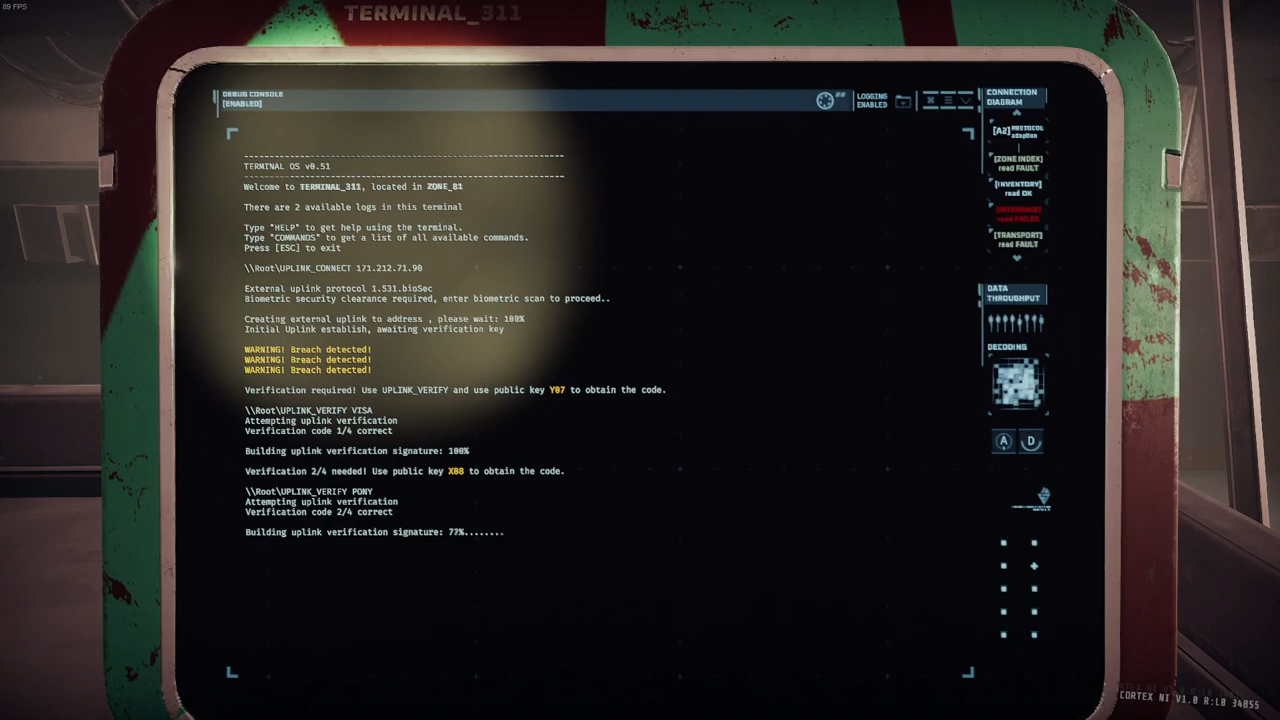 89 FPS
TERMINAL_311
DEBUG CONSOLE
[ENABLED]
LOGGING
ENABLED
CONNECTION
DIAGRAM
[A2] PROTOCOL
adaption
[ZONE INDEX]
read FAULT
[INVENTORY]
read OK
read FAILED
[TRANSPORT]
read FAULT
DATA
THROUGHPUT
DECODING
A D
----------------------------------------------------------------
TERMINAL OS v0.51
----------------------------------------------------------------
Welcome to TERMINAL_311, located in ZONE_81
There are 2 available logs in this terminal
Type "HELP" to get help using the terminal.
Type "COMMANDS" to get a list of all available commands.
Press [ESC] to exit
\\Root\UPLINK_CONNECT 171.212.71.90
External uplink protocol 1.531.bioSec
Biometric security clearance required, enter biometric scan to proceed..
Creating external uplink to address , please wait: 100%
Initial Uplink establish, awaiting verification key
WARNING! Breach detected!
WARNING! Breach detected!
WARNING! Breach detected!
Verification required! Use UPLINK_VERIFY and use public key Y07 to obtain the code.
\\Root\UPLINK_VERIFY VISA
Attempting uplink verification
Verification code 1/4 correct
Building uplink verification signature: 100%
Verification 2/4 needed! Use public key X08 to obtain the code.
\\Root\UPLINK_VERIFY PONY
Attempting uplink verification
Verification code 2/4 correct
Building uplink verification signature: 77%........
CORTEX NI V1.0 R:L0 34855